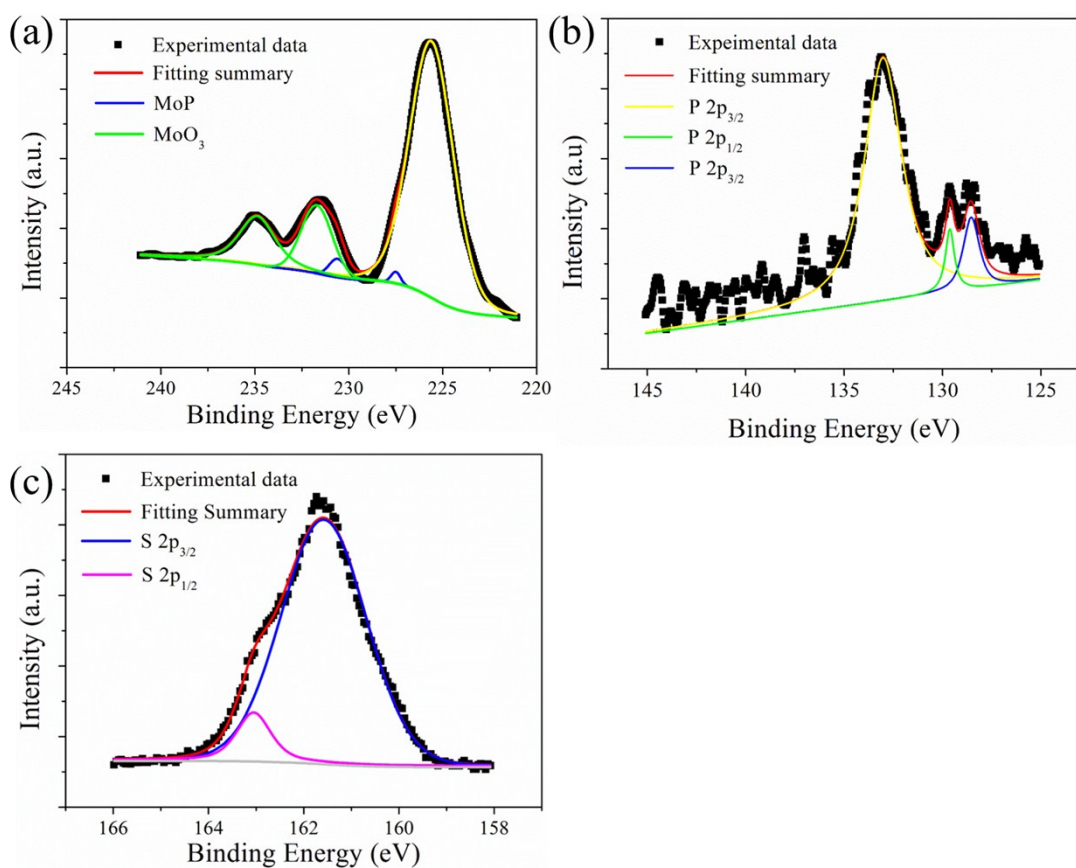 (a)
Experimental data
Fitting summary
MoP
MoO3
Intensity (a.u.)
245 240 235 230 225 220
Binding Energy (eV)
(b)
Expeimental data
Fitting summary
P 2p3/2
P 2p1/2
P 2p3/2
Intensity (a.u)
145 140 135 130 125
Binding Energy (eV)
(c)
Experimental data
Fitting Summary
S 2p3/2
S 2p1/2
Intensity (a.u.)
166 164 162 160 158
Binding Energy (eV)